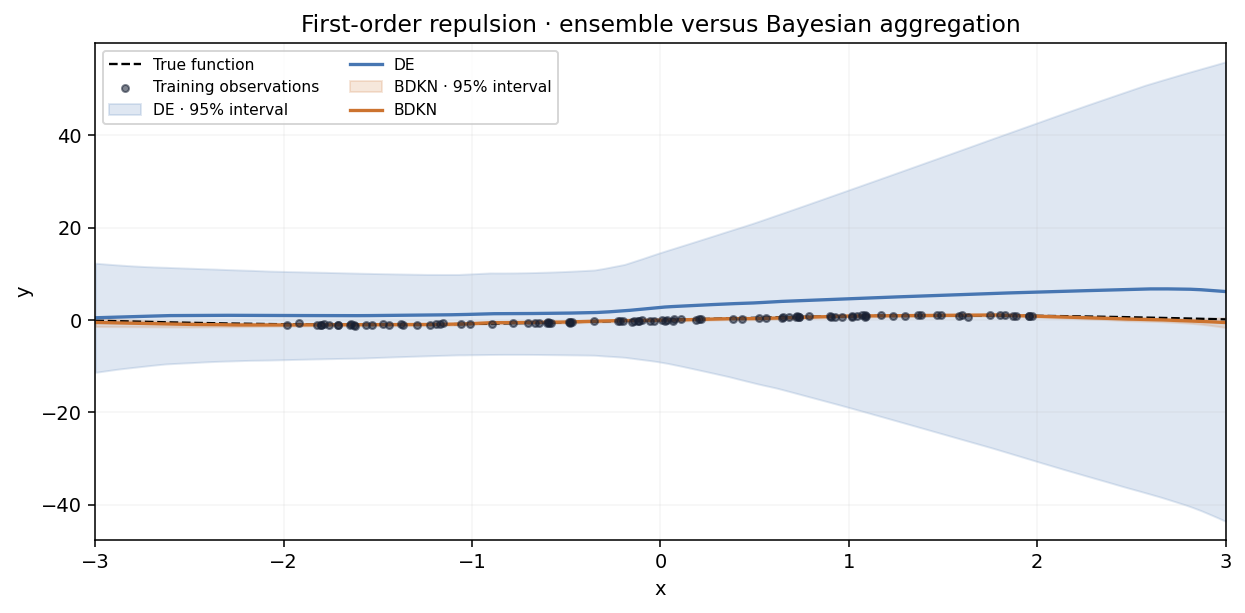 First-order repulsion · ensemble versus Bayesian aggregation
True function
Training observations
DE · 95% interval
DE
BDKN · 95% interval
BDKN
40
20
0
−20
−40
y
−3
−2
−1
0
1
2
3
x